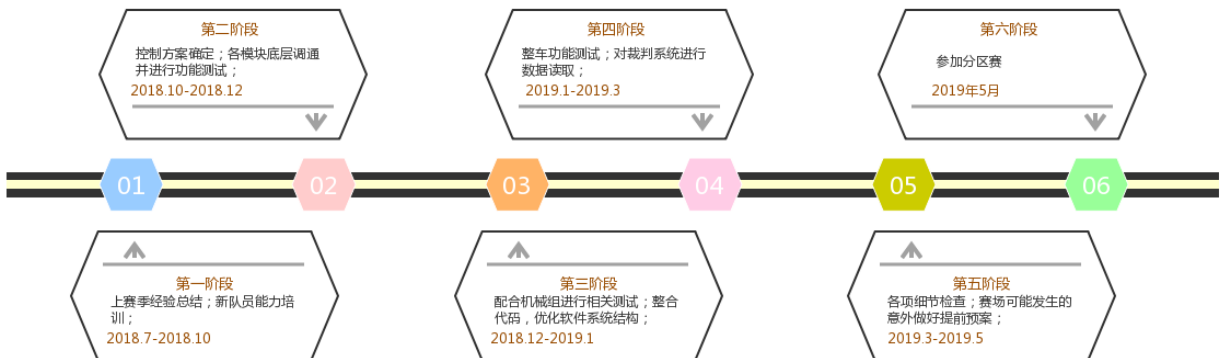 第二阶段
控制方案确定；各模块底层调通
并进行功能测试；
2018.10-2018.12
第四阶段
整车功能测试；对裁判系统进行
数据读取；
2019.1-2019.3
第六阶段
参加分区赛
2019年5月
01
02
03
04
05
06
第一阶段
上赛季经验总结；新队员能力培
训；
2018.7-2018.10
第三阶段
配合机械组进行相关测试；整合
代码，优化软件系统结构；
2018.12-2019.1
第五阶段
各项细节检查；赛场可能发生的
意外做好提前预案；
2019.3-2019.5